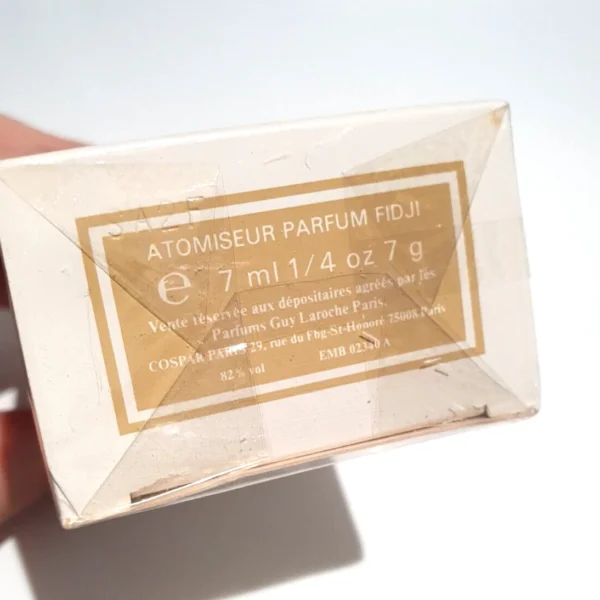 SA2F
ATOMISEUR PARFUM FIDJI
e 7 ml 1/4 oz 7 g
Vente réservée aux dépositaires agréés par les
Parfums Guy Laroche Paris.
COSPAR PARIS 29, rue du Fbg-St-Honoré 75008 Paris
82% vol EMB 02340 A